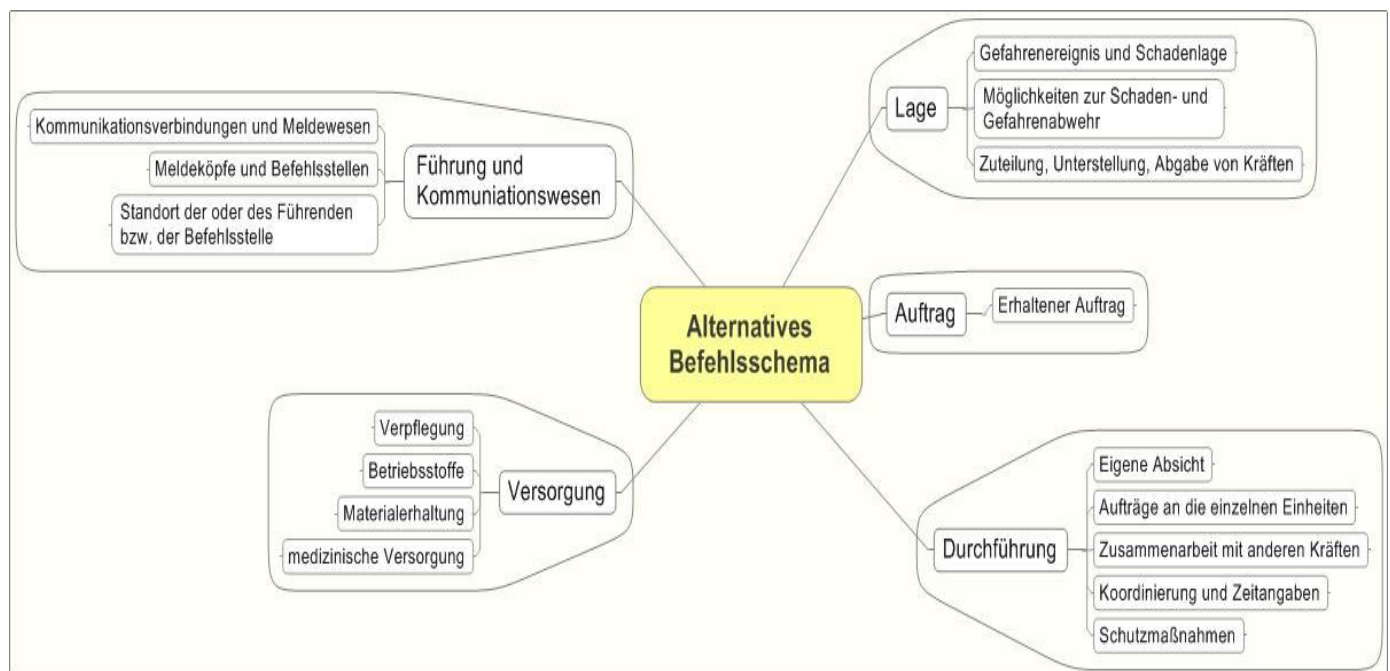 Alternatives
Befehlsschema
Lage
Gefahrenereignis und Schadenlage
Möglichkeiten zur Schaden- und
Gefahrenabwehr
Zuteilung, Unterstellung, Abgabe von Kräften
Auftrag
Erhaltener Auftrag
Durchführung
Eigene Absicht
Aufträge an die einzelnen Einheiten
Zusammenarbeit mit anderen Kräften
Koordinierung und Zeitangaben
Schutzmaßnahmen
Versorgung
Verpflegung
Betriebsstoffe
Materialerhaltung
medizinische Versorgung
Führung und
Kommuniationswesen
Kommunikationsverbindungen und Meldewesen
Meldeköpfe und Befehlsstellen
Standort der oder des Führenden
bzw. der Befehlsstelle